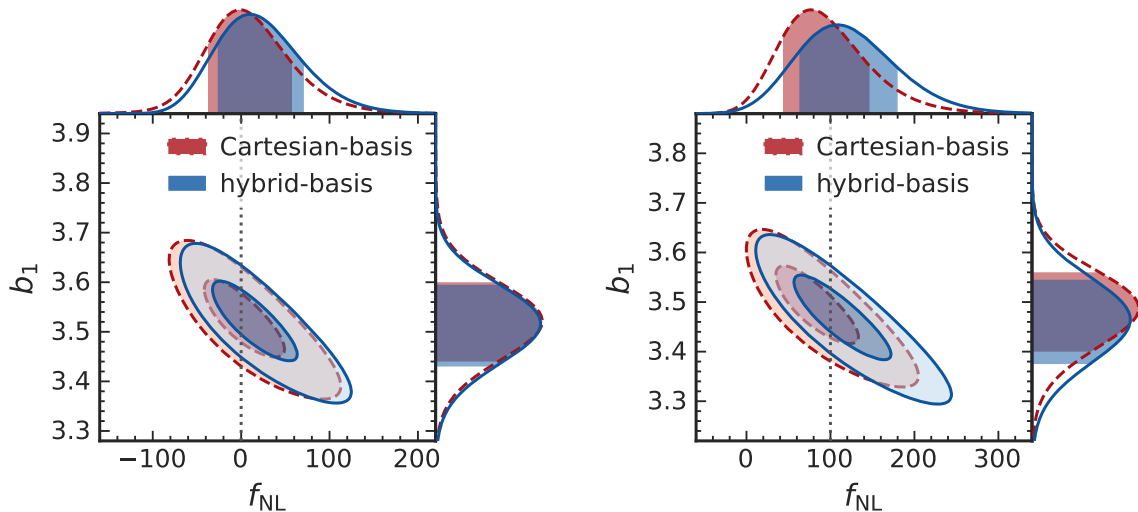 3.9
3.8
3.7
3.6
3.5
3.4
3.3
b1
Cartesian-basis
hybrid-basis
−100 0 100 200
fNL
3.8
3.7
3.6
3.5
3.4
3.3
b1
Cartesian-basis
hybrid-basis
0 100 200 300
fNL